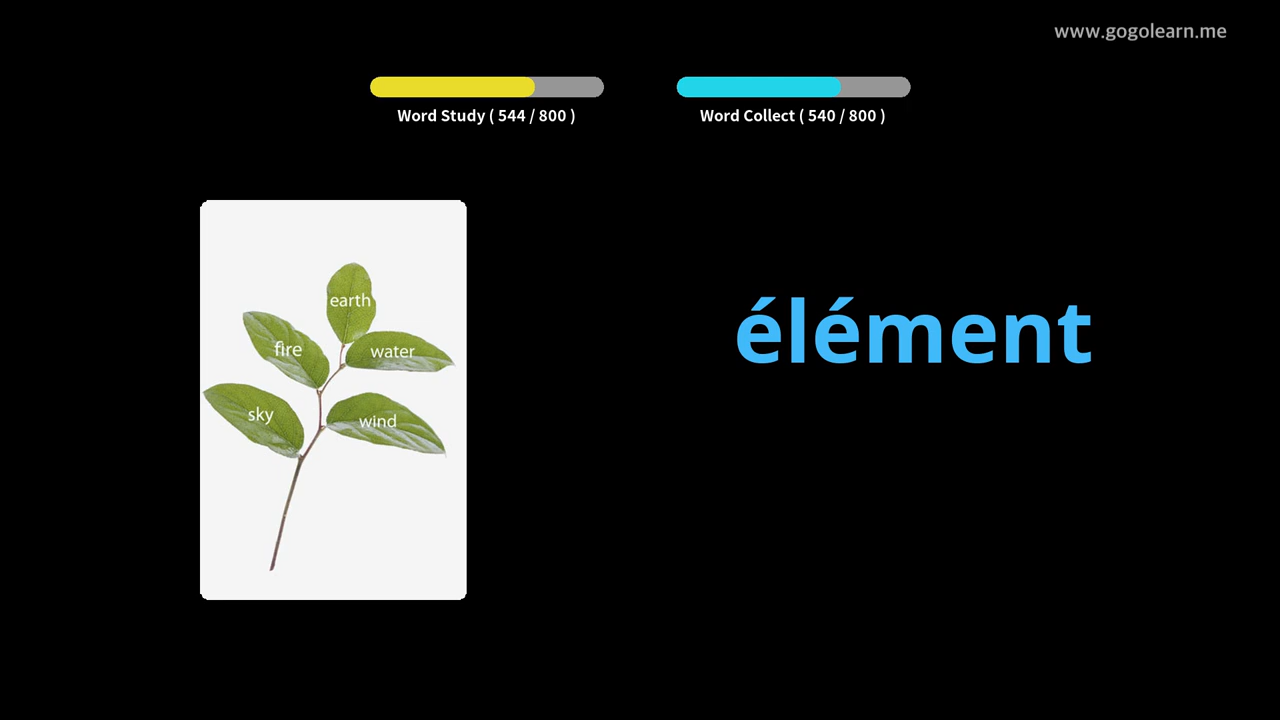 www.gogolearn.me
Word Study ( 544 / 800 )
Word Collect ( 540 / 800 )
earth
fire
water
sky
wind
élément